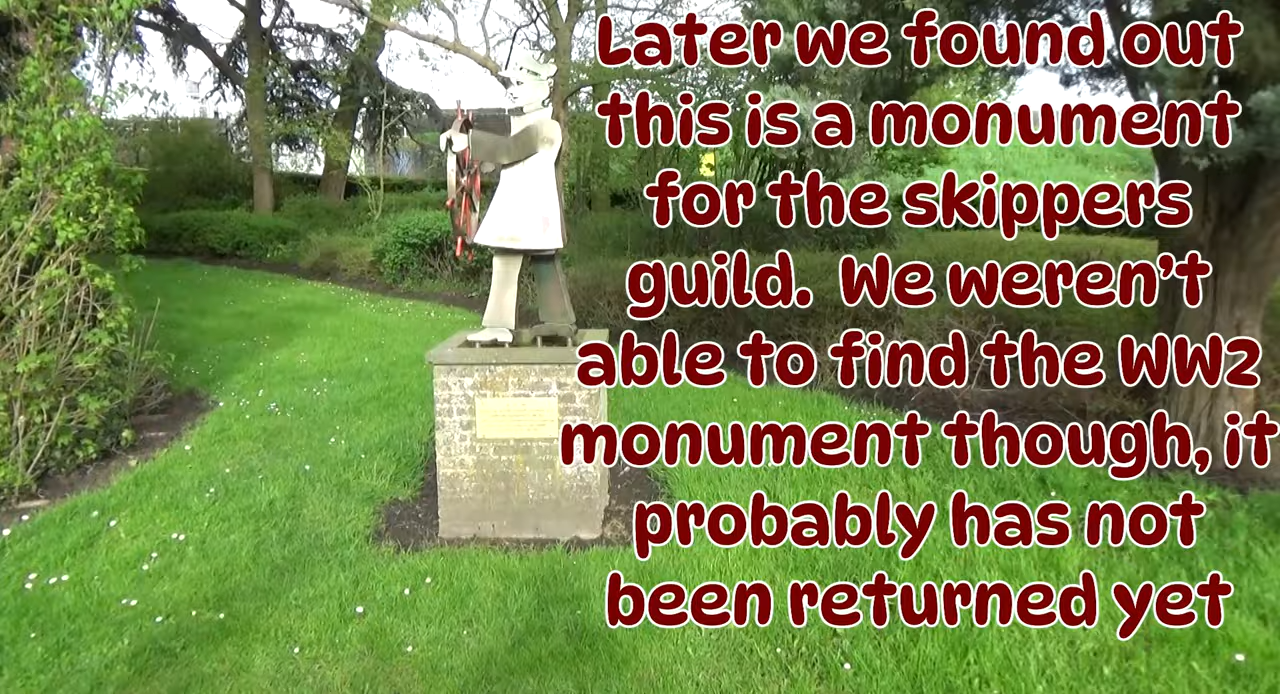 Later we found out
this is a monument
for the skippers
guild. We weren't
able to find the WW2
monument though, it
probably has not
been returned yet